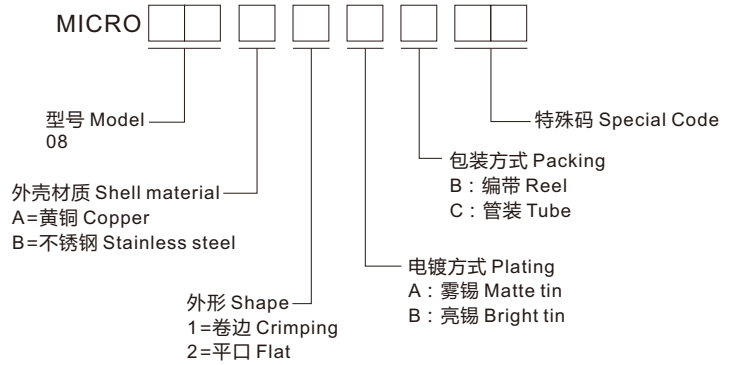 MICRO
型号 Model
08
特殊码 Special Code
包装方式 Packing
B：编带 Reel
C：管装 Tube
外壳材质 Shell material
A=黄铜 Copper
B=不锈钢 Stainless steel
电镀方式 Plating
A：雾锡 Matte tin
B：亮锡 Bright tin
外形 Shape
1=卷边 Crimping
2=平口 Flat